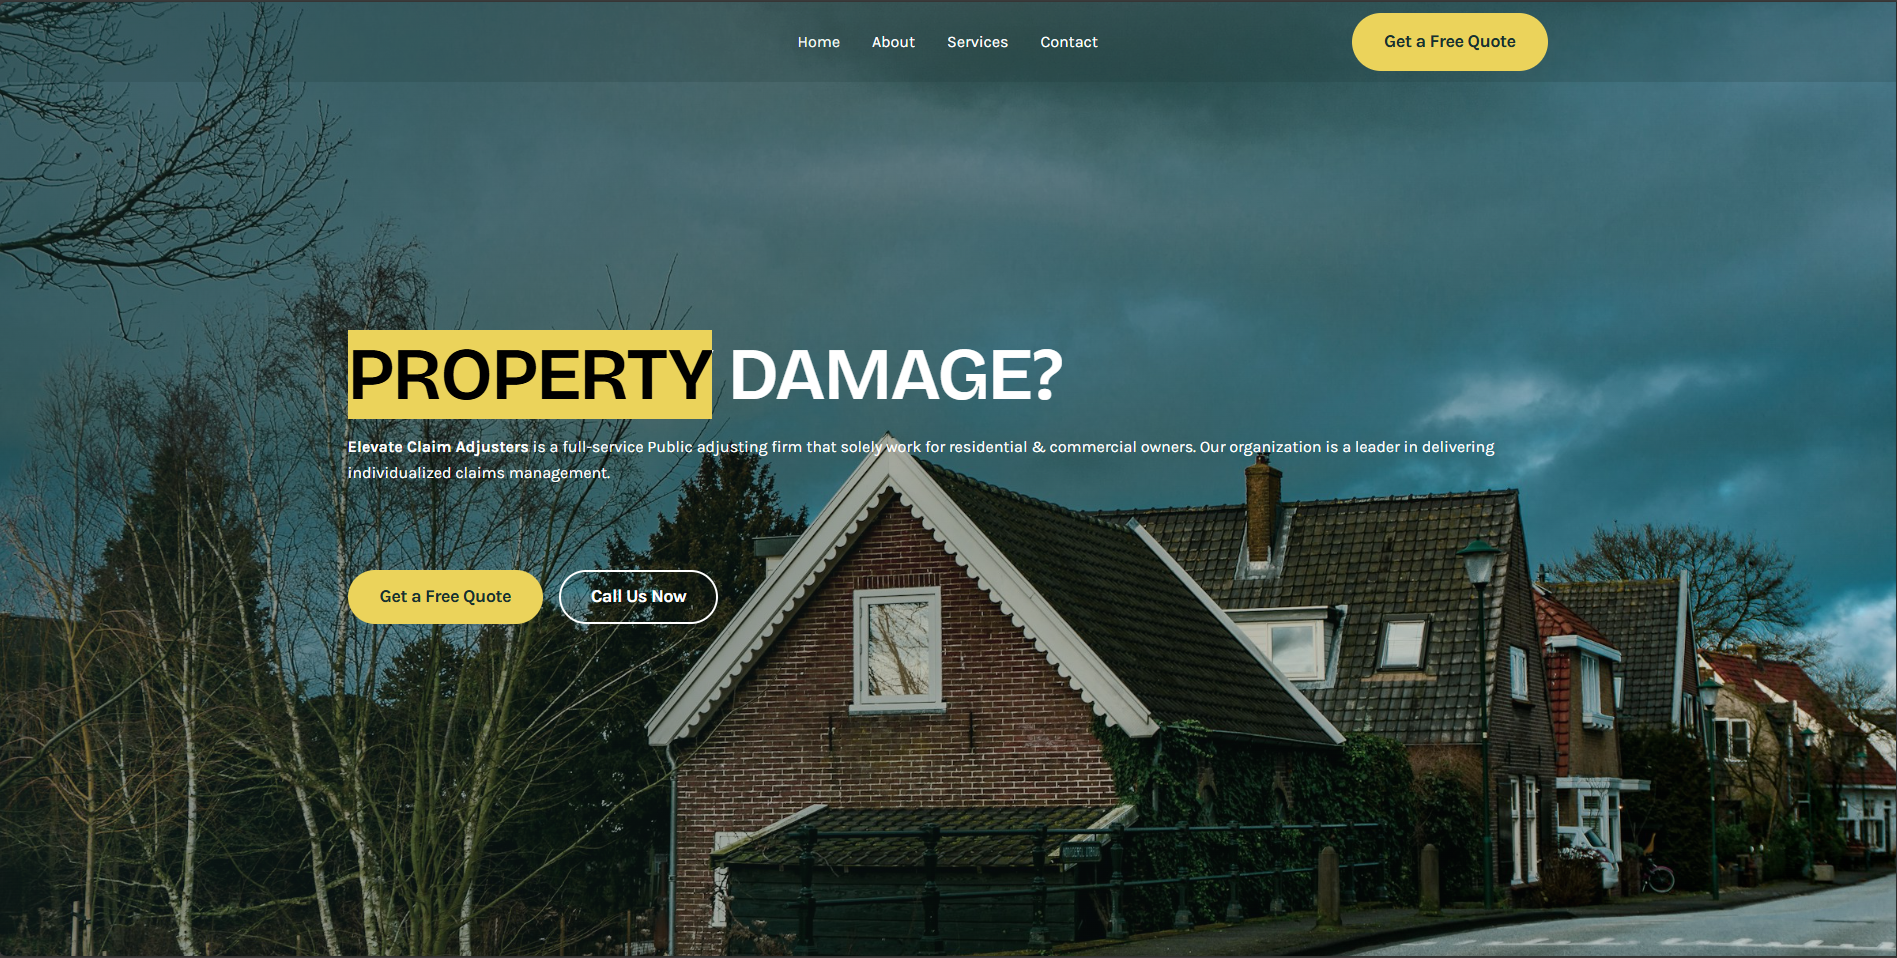 Home About Services Contact Get a Free Quote
PROPERTY DAMAGE?
Elevate Claim Adjusters is a full-service Public adjusting firm that solely work for residential & commercial owners. Our organization is a leader in delivering
individualized claims management.
Get a Free Quote Call Us Now